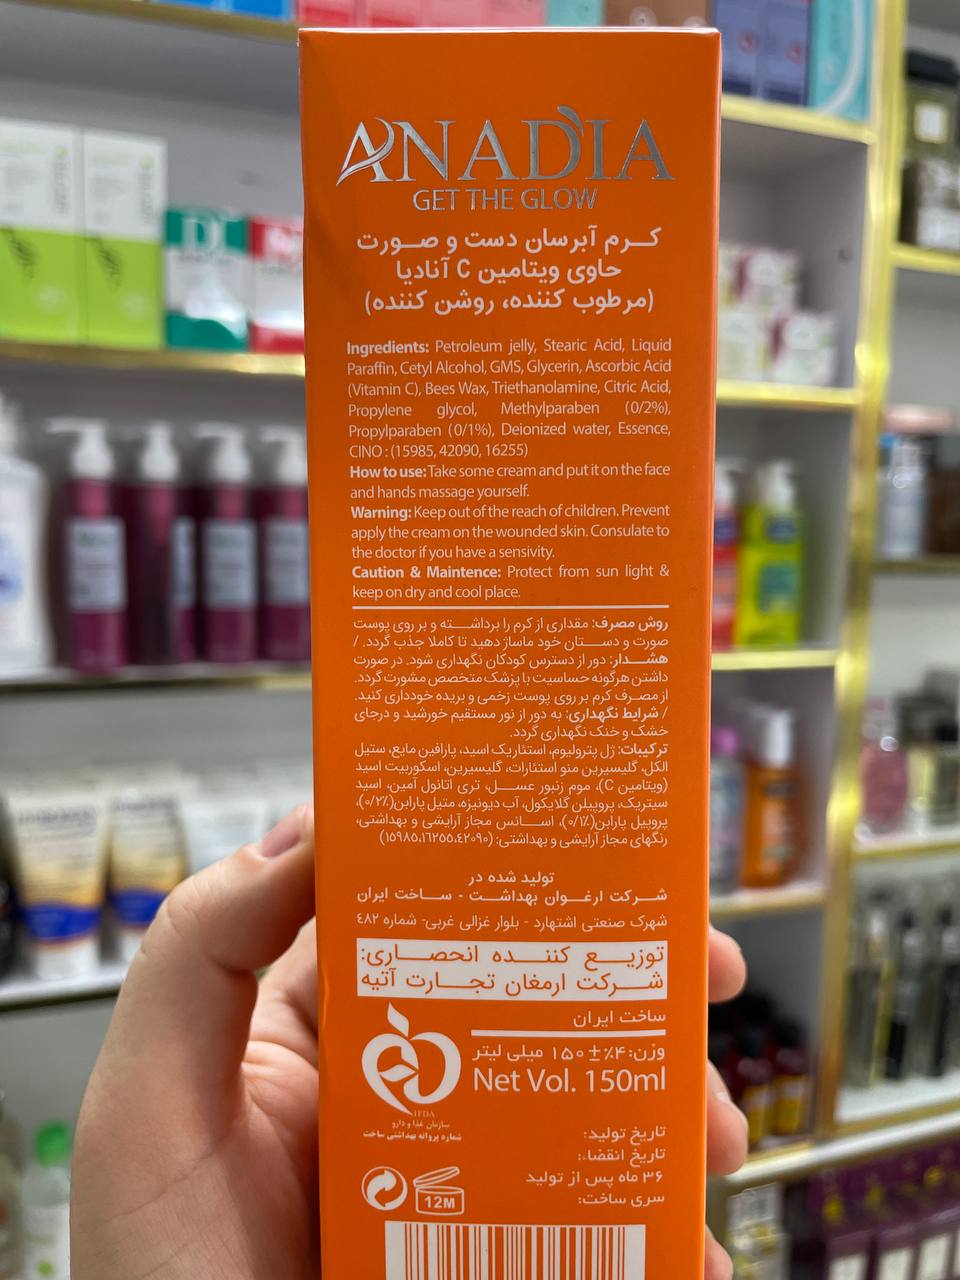 ANADIA
GET THE GLOW
کرم آبرسان دست و صورت
حاوی ویتامین C آنادیا
(مرطوب کننده، روشن کننده)
Ingredients: Petroleum jelly, Stearic Acid, Liquid
Paraffin, Cetyl Alcohol, GMS, Glycerin, Ascorbic Acid
(Vitamin C), Bees Wax, Triethanolamine, Citric Acid,
Propylene glycol, Methylparaben (0/2%),
Propylparaben (0/1%), Deionized water, Essence,
CINO : (15985, 42090, 16255)
How to use: Take some cream and put it on the face
and hands massage yourself.
Warning: Keep out of the reach of children. Prevent
apply the cream on the wounded skin. Consulate to
the doctor if you have a sensivity.
Caution & Maintence: Protect from sun light &
keep on dry and cool place.
روش مصرف: مقداری از کرم را برداشته و بر روی پوست
صورت و دستان خود ماساژ دهید تا کاملا جذب گردد. /
هشدار: دور از دسترس کودکان نگهداری شود. در صورت
داشتن هرگونه حساسیت با پزشک متخصص مشورت گردد.
از مصرف کرم بر روی پوست زخمی و بریده خودداری کنید.
/ شرایط نگهداری: به دور از نور مستقیم خورشید و درجای
خشک و خنک نگهداری گردد.
ترکیبات: ژل پترولیوم، استئاریک اسید، پارافین مایع، ستیل
الکل، گلیسیرین منو استئارات، گلیسیرین، اسکوربیت اسید
(ویتامین C)، موم زنبور عسل، تری اتانول آمین، اسید
سیتریک، پروپیلن گلایکول، آب دیونیزه، متیل پارابن(۰/۲٪)،
پروپیل پارابن(۰/۱٪)، اسانس مجاز آرایشی و بهداشتی،
رنگهای مجاز آرایشی و بهداشتی: (۱۵۹۸۵،۱۶۲۵۵،۴۲۰۹۰)
تولید شده در
شرکت ارغوان بهداشت - ساخت ایران
شهرک صنعتی اشتهارد - بلوار غزالی غربی- شماره ۴۸۲
توزیع کننده انحصاری:
شرکت ارمغان تجارت آتیه
ساخت ایران
وزن: ۴٪ ± ۱۵۰ میلی لیتر
Net Vol. 150ml
IFDA
سازمان غذا و دارو
شماره پروانه بهداشتی ساخت
تاریخ تولید:
تاریخ انقضاء:
۳۶ ماه پس از تولید
سری ساخت:
12M